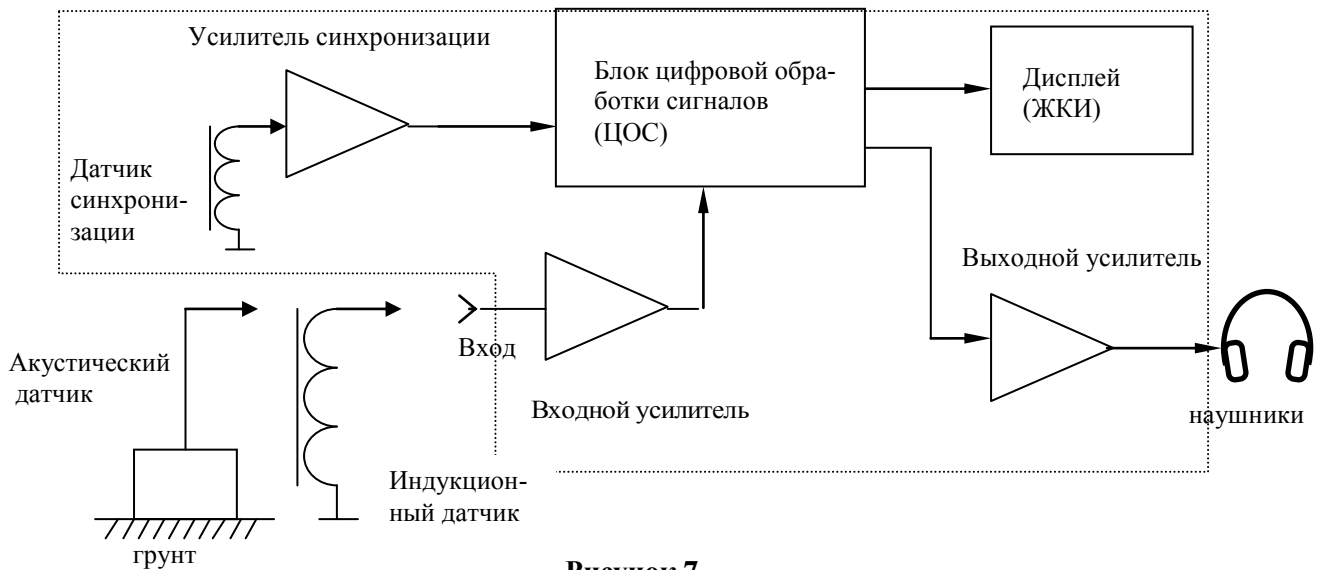 Усилитель синхронизации
Блок цифровой обра-
ботки сигналов
(ЦОС)
Дисплей
(ЖКИ)
Датчик
синхрони-
зации
Выходной усилитель
Вход
Акустический
датчик
Входной усилитель
наушники
Индукцион-
ный датчик
грунт
Рисунок 7